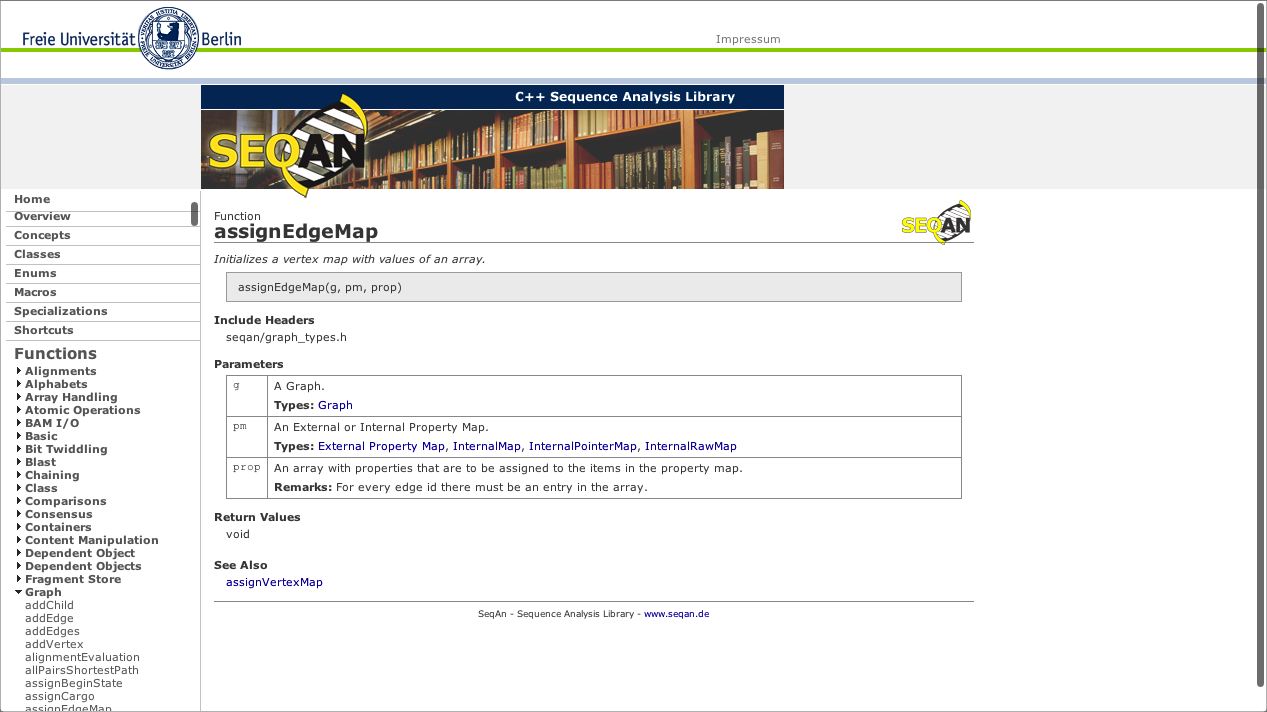 Freie Universität Berlin
Impressum
C++ Sequence Analysis Library
SEQAN
Home
Overview
Concepts
Classes
Enums
Macros
Specializations
Shortcuts
Functions
Alignments
Alphabets
Array Handling
Atomic Operations
BAM I/O
Basic
Bit Twiddling
Blast
Chaining
Class
Comparisons
Consensus
Containers
Content Manipulation
Dependent Object
Dependent Objects
Fragment Store
Graph
addChild
addEdge
addEdges
addVertex
alignmentEvaluation
allPairsShortestPath
assignBeginState
assignCargo
assignEdgeMap
Function
assignEdgeMap
SEQAN
Initializes a vertex map with values of an array.
assignEdgeMap(g, pm, prop)
Include Headers
seqan/graph_types.h
Parameters
g A Graph.
Types: Graph
pm An External or Internal Property Map.
Types: External Property Map, InternalMap, InternalPointerMap, InternalRawMap
prop An array with properties that are to be assigned to the items in the property map.
Remarks: For every edge id there must be an entry in the array.
Return Values
void
See Also
assignVertexMap
SeqAn - Sequence Analysis Library - www.seqan.de